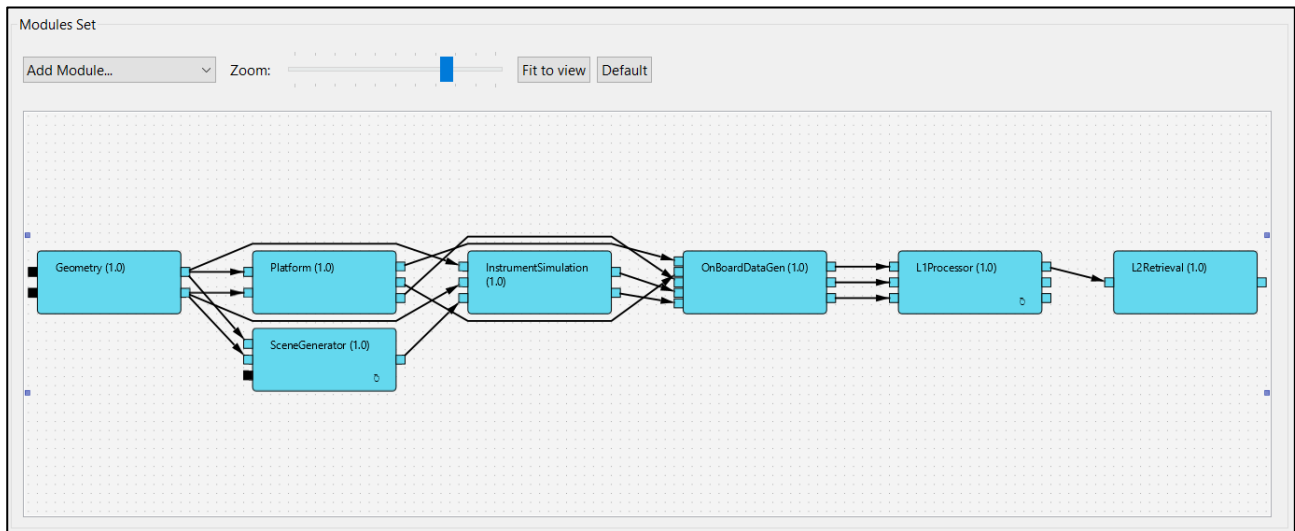 Modules Set
Add Module... Zoom: Fit to view Default
Geometry (1.0) Platform (1.0) InstrumentSimulation OnBoardDataGen (1.0) L1Processor (1.0) L2Retrieval (1.0)
(1.0)
SceneGenerator (1.0)